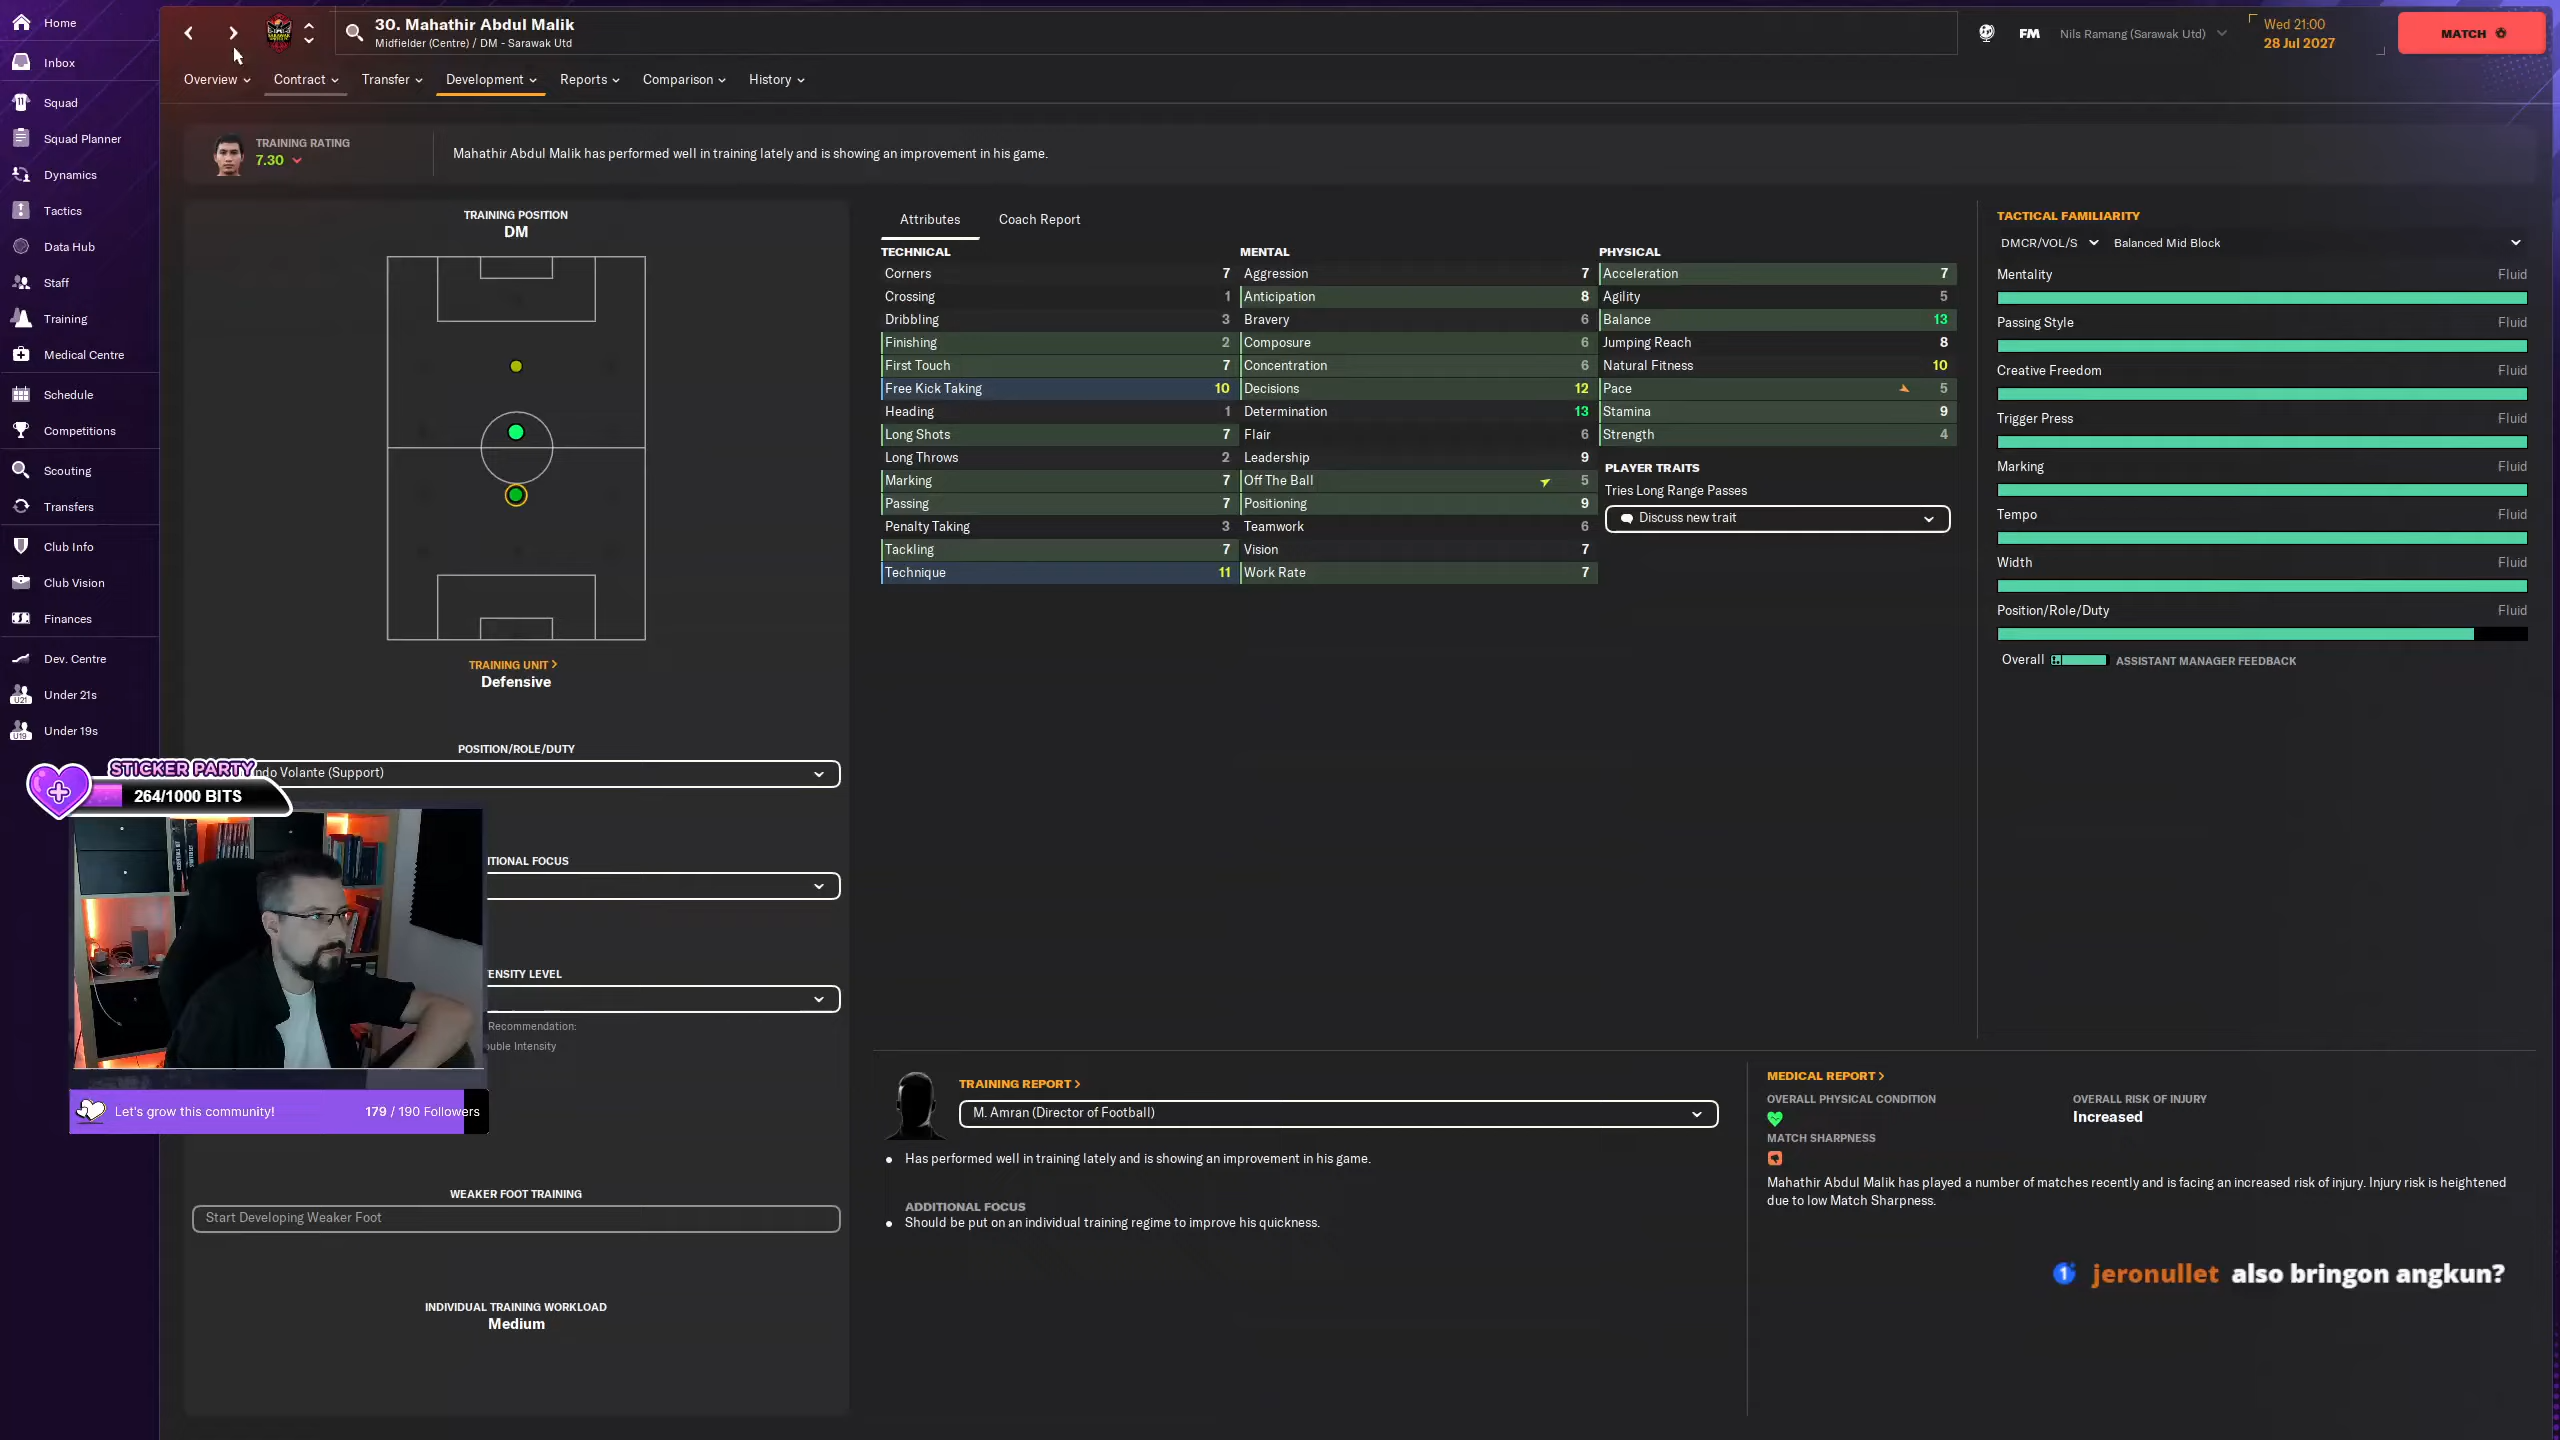 Home
Inbox
Squad
Squad Planner
Dynamics
Tactics
Data Hub
Staff
Training
Medical Centre
Schedule
Competitions
Scouting
Transfers
Club Info
Club Vision
Finances
Dev. Centre
Under 21s
Under 19s
30. Mahathir Abdul Malik
Midfielder (Centre) / DM - Sarawak Utd
FM
Nils Ramang (Sarawak Utd)
Wed 21:00
28 Jul 2027
MATCH
Overview Contract Transfer Development Reports Comparison History
TRAINING RATING
7.30
Mahathir Abdul Malik has performed well in training lately and is showing an improvement in his game.
TRAINING POSITION
DM
TRAINING UNIT >
Defensive
POSITION/ROLE/DUTY
ndo Volante (Support)
STICKER PARTY
264/1000 BITS
ITIONAL FOCUS
ENSITY LEVEL
Recommendation:
ouble Intensity
Let's grow this community! 179 / 190 Followers
WEAKER FOOT TRAINING
Start Developing Weaker Foot
INDIVIDUAL TRAINING WORKLOAD
Medium
Attributes Coach Report
TECHNICAL
Corners 7
Crossing 1
Dribbling 3
Finishing 2
First Touch 7
Free Kick Taking 10
Heading 1
Long Shots 7
Long Throws 2
Marking 7
Passing 7
Penalty Taking 3
Tackling 7
Technique 11
MENTAL
Aggression 7
Anticipation 8
Bravery 6
Composure 6
Concentration 6
Decisions 12
Determination 13
Flair 6
Leadership 9
Off The Ball 5
Positioning 9
Teamwork 6
Vision 7
Work Rate 7
PHYSICAL
Acceleration 7
Agility 5
Balance 13
Jumping Reach 8
Natural Fitness 10
Pace 5
Stamina 9
Strength 4
PLAYER TRAITS
Tries Long Range Passes
Discuss new trait
TACTICAL FAMILIARITY
DMCR/VOL/S Balanced Mid Block
Mentality Fluid
Passing Style Fluid
Creative Freedom Fluid
Trigger Press Fluid
Marking Fluid
Tempo Fluid
Width Fluid
Position/Role/Duty Fluid
Overall ASSISTANT MANAGER FEEDBACK
TRAINING REPORT >
M. Amran (Director of Football)
Has performed well in training lately and is showing an improvement in his game.
ADDITIONAL FOCUS
Should be put on an individual training regime to improve his quickness.
MEDICAL REPORT >
OVERALL PHYSICAL CONDITION
OVERALL RISK OF INJURY
Increased
MATCH SHARPNESS
Mahathir Abdul Malik has played a number of matches recently and is facing an increased risk of injury. Injury risk is heightened
due to low Match Sharpness.
1 jeronullet also bringon angkun?